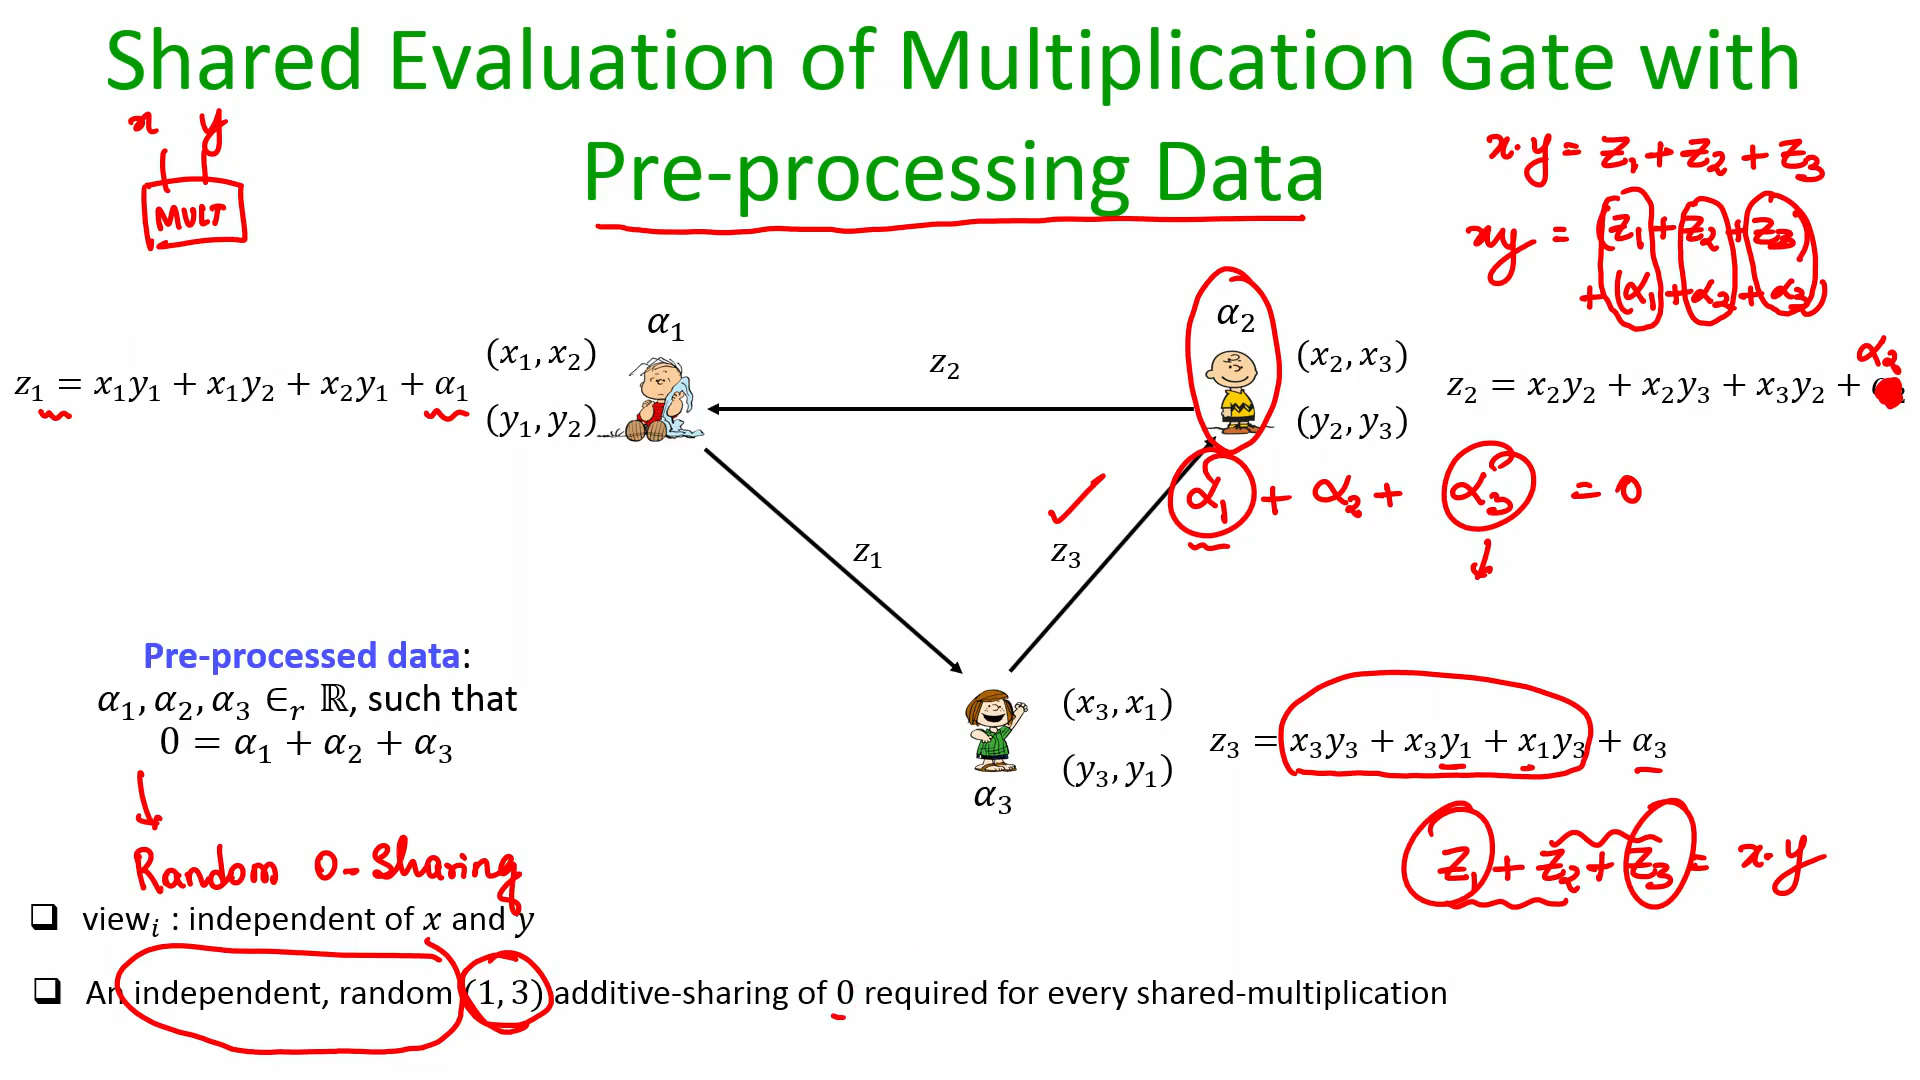 Shared Evaluation of Multiplication Gate with
Pre-processing Data
x y
MULT
x·y = z₁ + z₂ + z₃
xy = (z₁ + z₂ + z₃)
+ (α₁ + α₂ + α₃)
α₁
(x₁, x₂)
(y₁, y₂)
z₁ = x₁y₁ + x₁y₂ + x₂y₁ + α₁
z₂
α₂
(x₂, x₃)
(y₂, y₃)
α₂
z₂ = x₂y₂ + x₂y₃ + x₃y₂ +
α₁ + α₂ + α₃ = 0
z₁
z₃
Pre-processed data:
α₁, α₂, α₃ ∈ᵣ ℝ, such that
0 = α₁ + α₂ + α₃
Random 0-Sharing
(x₃, x₁)
(y₃, y₁)
α₃
z₃ = x₃y₃ + x₃y₁ + x₁y₃ + α₃
z₁ + z₂ + z₃ = x·y
viewᵢ : independent of x and y
An independent, random (1, 3) additive-sharing of 0 required for every shared-multiplication